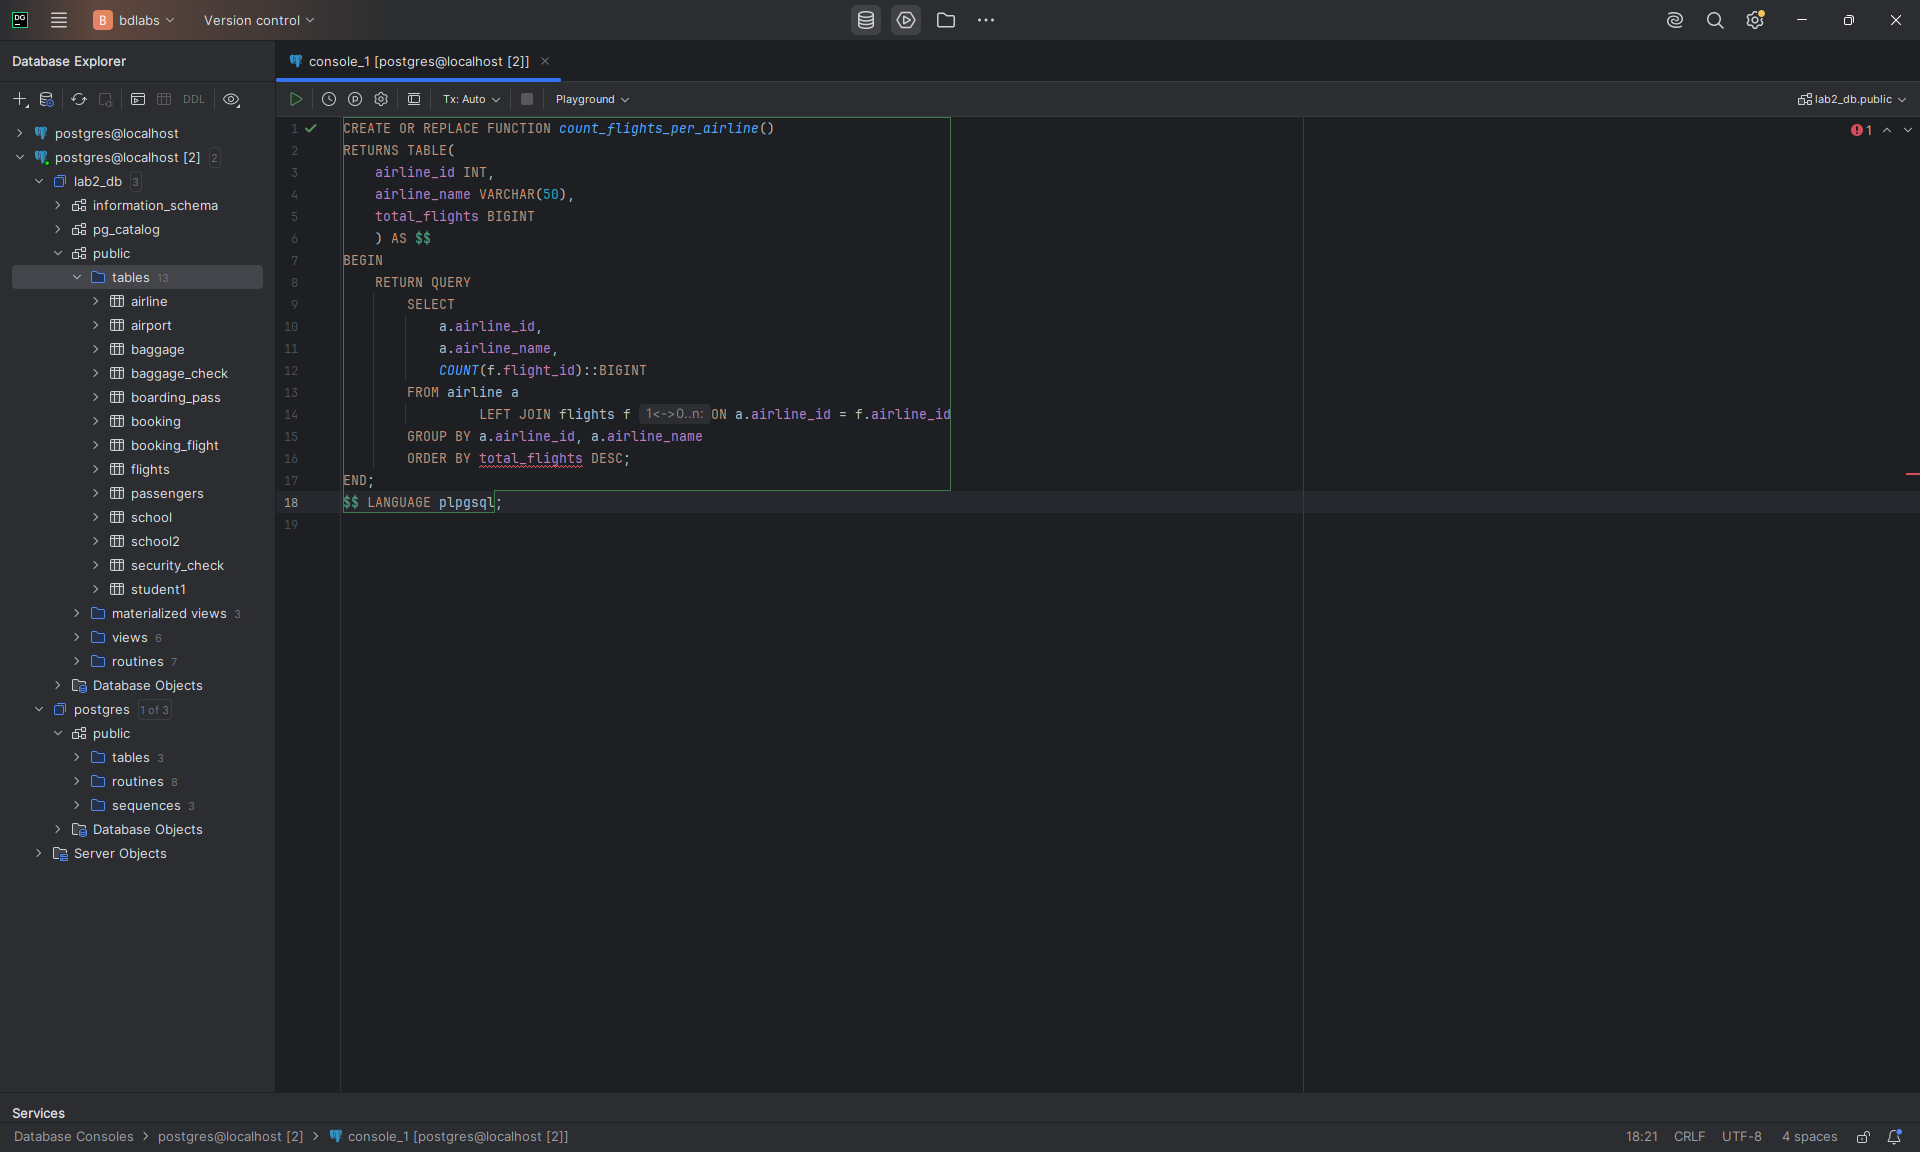 DG
B bdlabs
Version control
Database Explorer
console_1 [postgres@localhost [2]]
DDL
Tx: Auto
Playground
lab2_db.public
postgres@localhost
postgres@localhost [2] 2
lab2_db 3
information_schema
pg_catalog
public
tables 13
airline
airport
baggage
baggage_check
boarding_pass
booking
booking_flight
flights
passengers
school
school2
security_check
student1
materialized views 3
views 6
routines 7
Database Objects
postgres 1 of 3
public
tables 3
routines 8
sequences 3
Database Objects
Server Objects
1 CREATE OR REPLACE FUNCTION count_flights_per_airline()
2 RETURNS TABLE(
3 airline_id INT,
4 airline_name VARCHAR(50),
5 total_flights BIGINT
6 ) AS $$
7 BEGIN
8 RETURN QUERY
9 SELECT
10 a.airline_id,
11 a.airline_name,
12 COUNT(f.flight_id)::BIGINT
13 FROM airline a
14 LEFT JOIN flights f 1<->0..n: ON a.airline_id = f.airline_id
15 GROUP BY a.airline_id, a.airline_name
16 ORDER BY total_flights DESC;
17 END;
18 $$ LANGUAGE plpgsql;
19
1
Services
Database Consoles > postgres@localhost [2] > console_1 [postgres@localhost [2]]
18:21 CRLF UTF-8 4 spaces